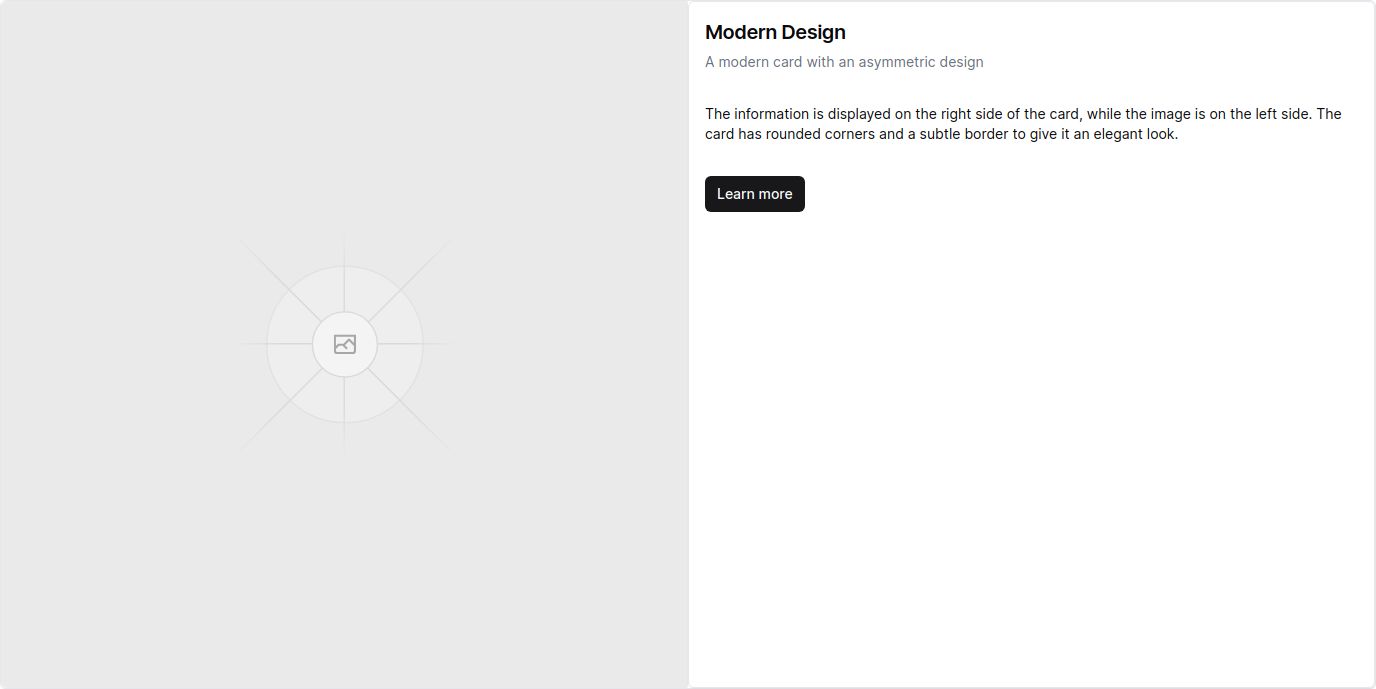 Modern Design
A modern card with an asymmetric design
The information is displayed on the right side of the card, while the image is on the left side. The
card has rounded corners and a subtle border to give it an elegant look.
Learn more